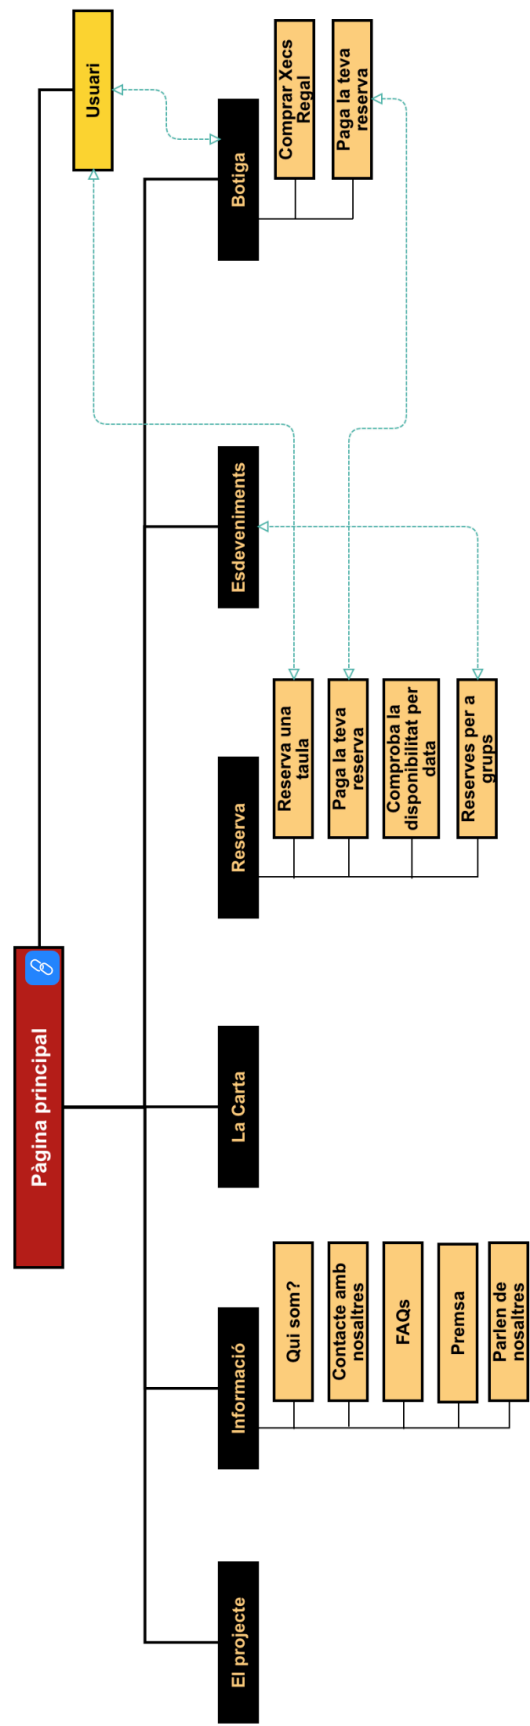 Pàgina principal
Usuari
El projecte
Informació
Qui som?
Contacte amb
nosaltres
FAQs
Premsa
Parlen de
nosaltres
La Carta
Reserva
Reserva una
taula
Paga la teva
reserva
Comproba la
disponibilitat per
data
Reserves per a
grups
Esdeveniments
Botiga
Comprar Xecs
Regal
Paga la teva
reserva